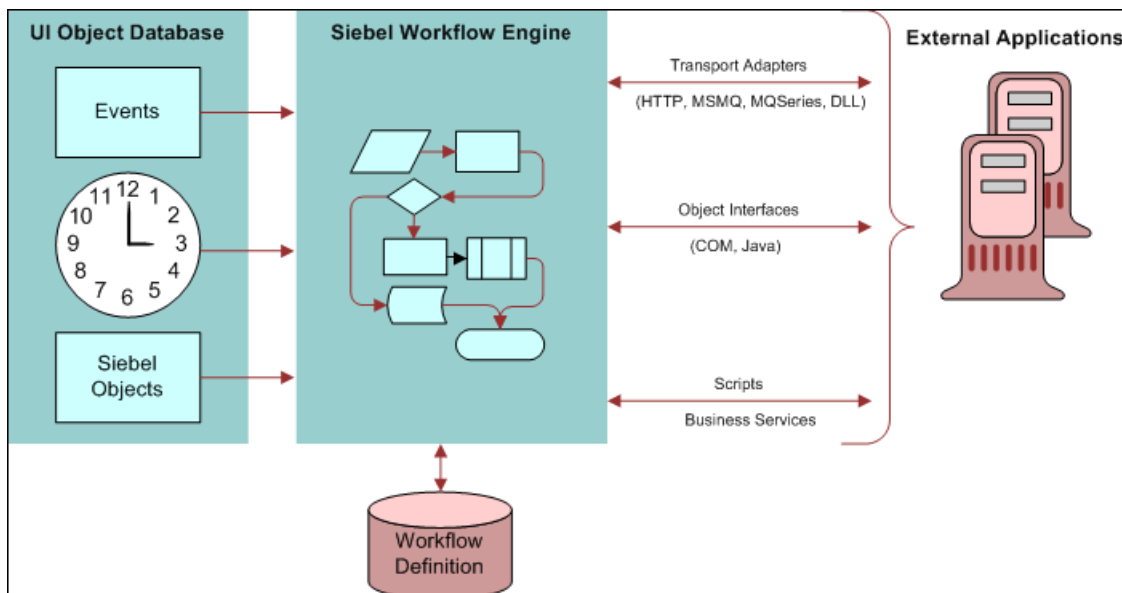 UI Object Database
Siebel Workflow Engine
External Applications
Events
12
11
1
10
2
9
3
8
4
7
5
6
Siebel
Objects
Transport Adapters
(HTTP, MSMQ, MQSeries, DLL)
Object Interfaces
(COM, Java)
Scripts
Business Services
Workflow
Definition